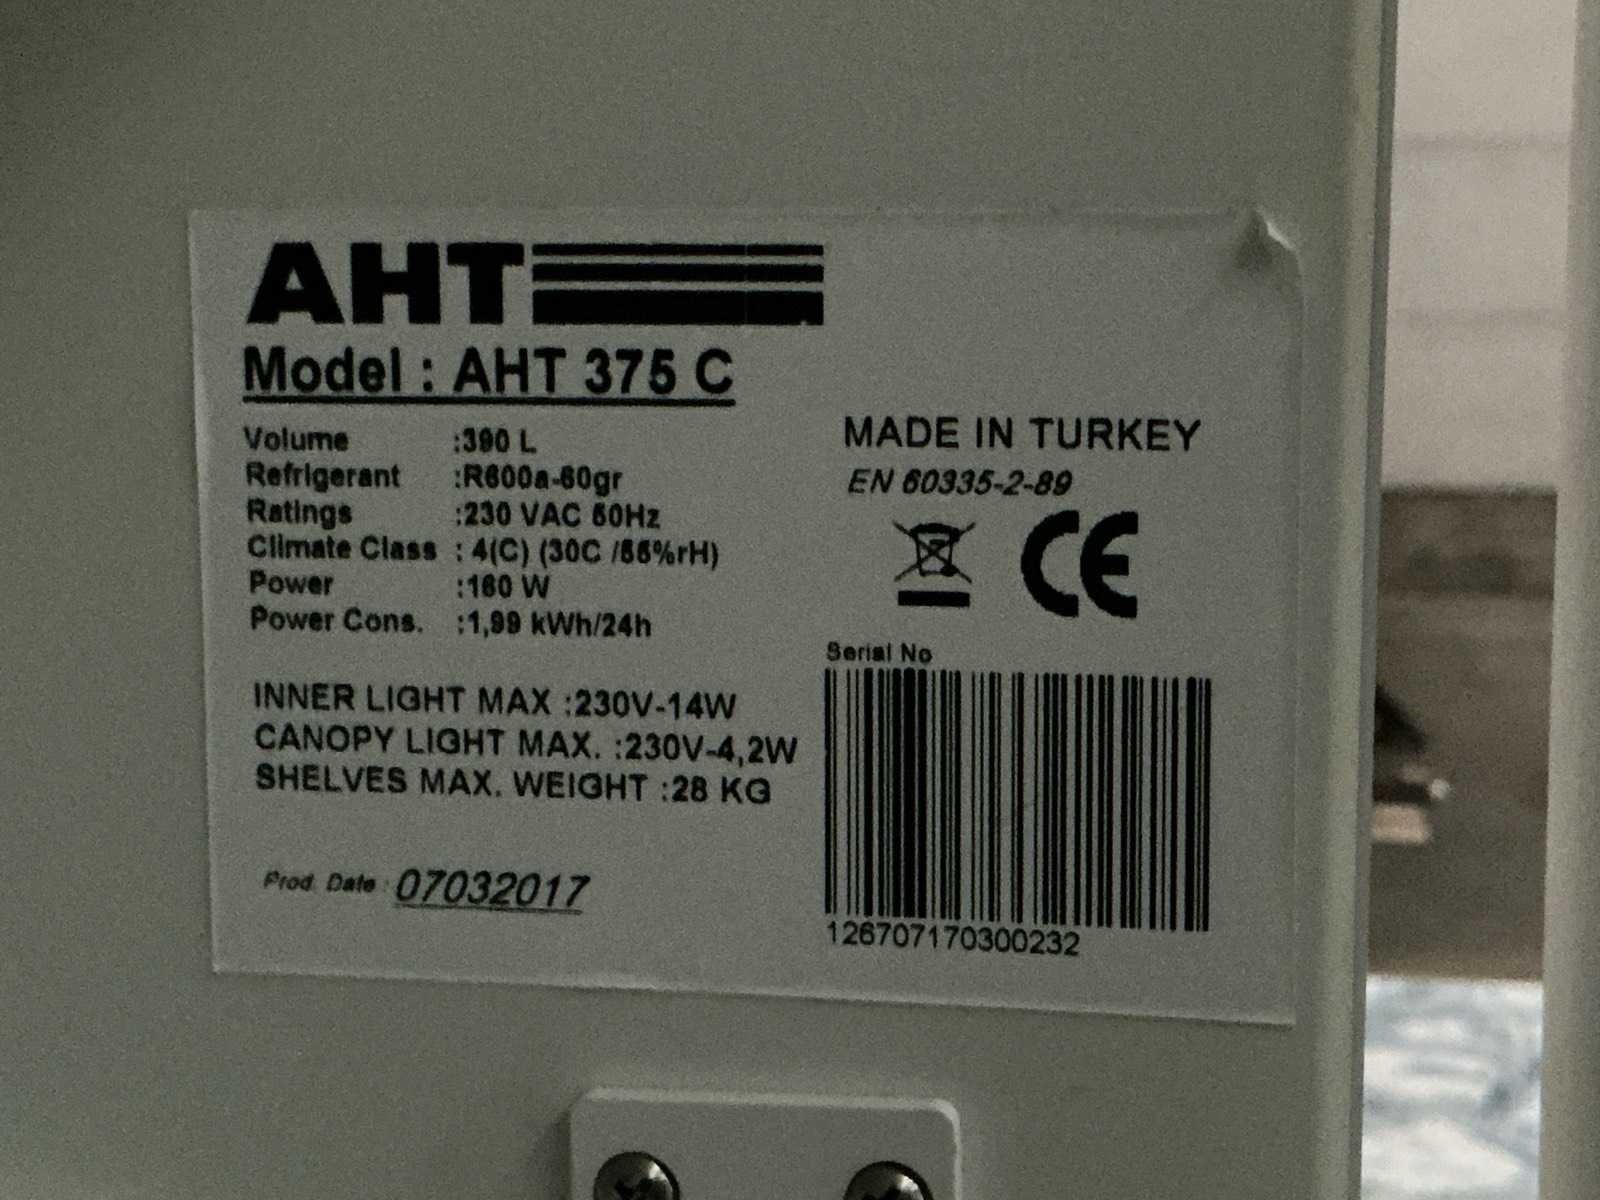 AHT
Model : AHT 375 C
Volume :390 L
Refrigerant :R600a-60gr
Ratings :230 VAC 50Hz
Climate Class : 4(C) (30C /55%rH)
Power :160 W
Power Cons. :1,99 kWh/24h
INNER LIGHT MAX :230V-14W
CANOPY LIGHT MAX. :230V-4,2W
SHELVES MAX. WEIGHT :28 KG
Prod. Date : 07032017
MADE IN TURKEY
EN 60335-2-89
CE
Serial No
126707170300232